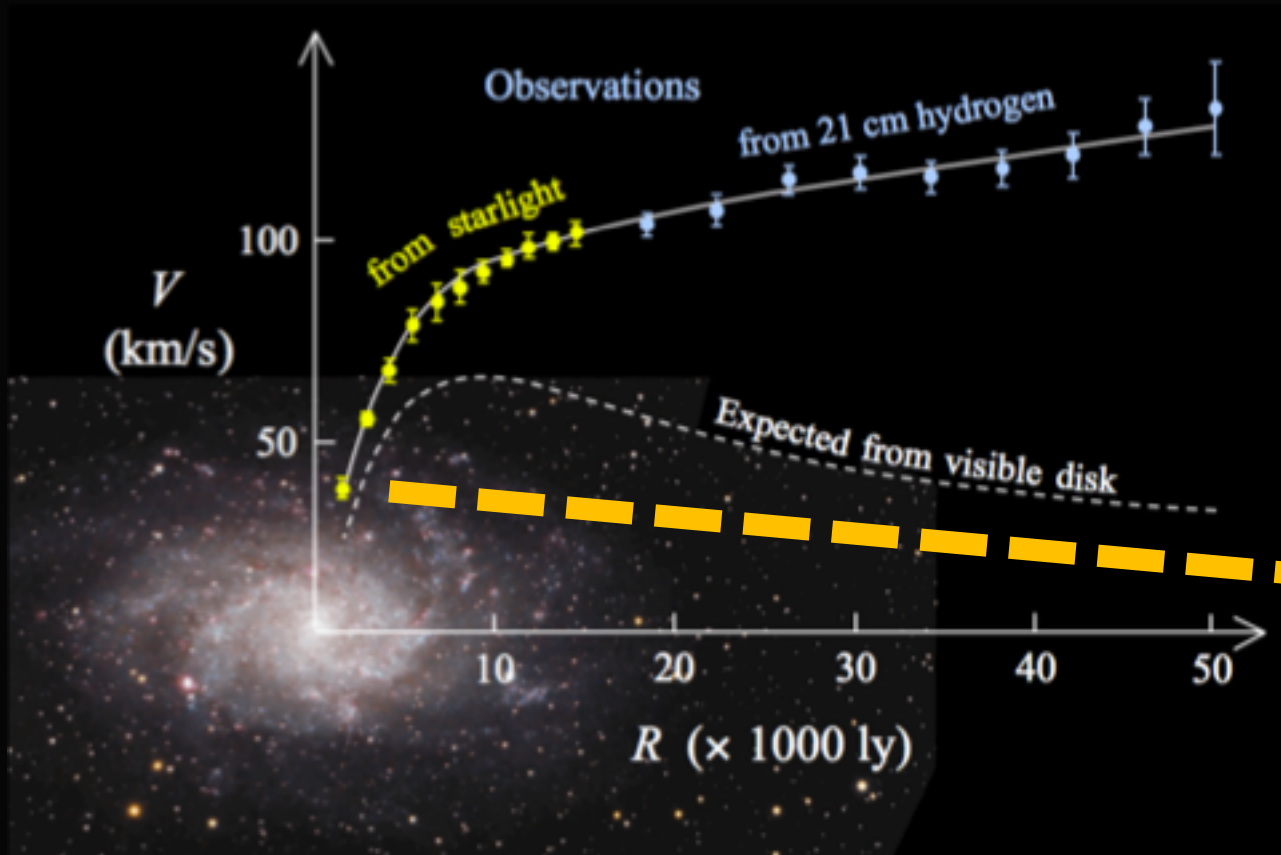 Observations
from 21 cm hydrogen
from starlight
100
V
(km/s)
50
Expected from visible disk
10 20 30 40 50
R (× 1000 ly)